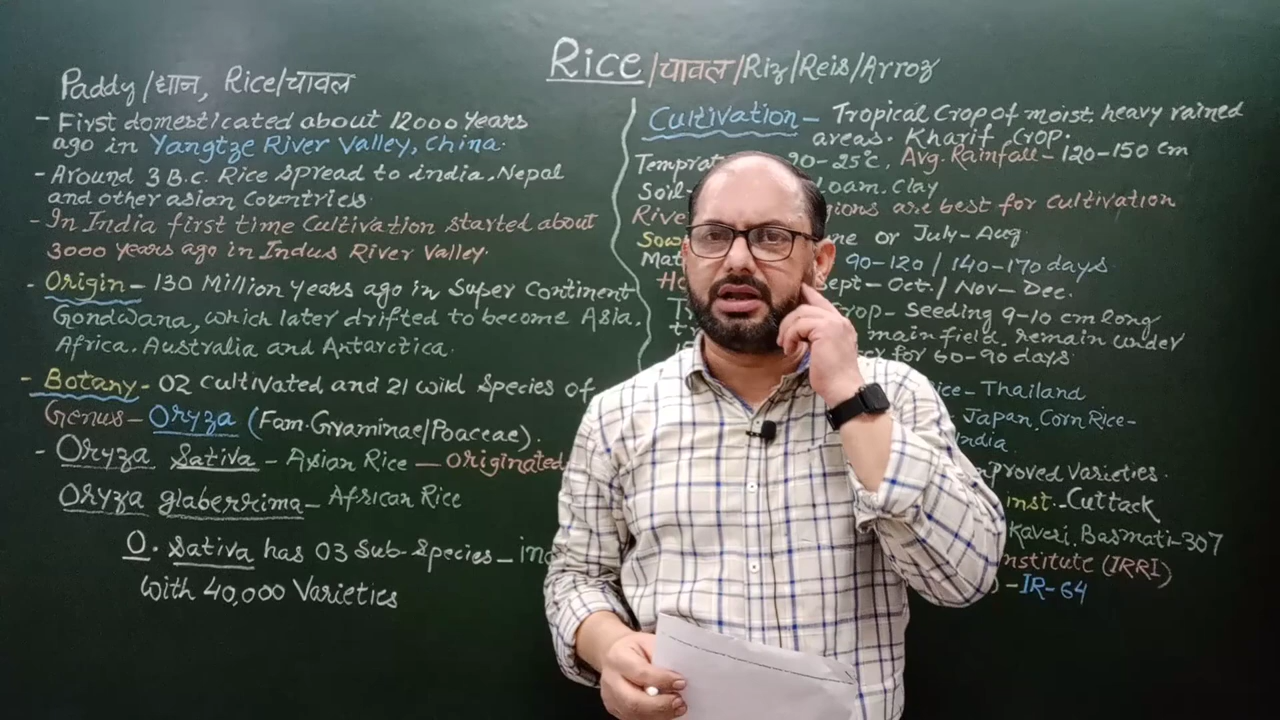 Rice/चावल/Riz/Reis/Arroz
Paddy/धान, Rice/चावल
- First domesticated about 12000 years
ago in Yangtze River Valley, China.
- Around 3 B.C. Rice spread to india, Nepal
and other asian Countries.
- In India first time Cultivation started about
3000 years ago in Indus River Valley.
- Origin - 130 Million years ago in Super Continent
Gondwana, which later drifted to become Asia,
Africa, Australia and Antarctica.
- Botany - 02 Cultivated and 21 wild Species of
Genus - Oryza (Fam. Graminae/Poaceae).
- Oryza Sativa - Asian Rice - originated
Oryza glaberrima - African Rice
O. Sativa has 03 Sub-Species - in
with 40,000 Varieties
Cultivation - Tropical Crop of moist, heavy rained
areas. Kharif Crop.
20-25°c, Avg. Rainfall - 120-150 cm
Soil- Loam. Clay
River are best for Cultivation
or July-Aug
90-120 / 140-170 days.
Sept-Oct. / Nov-Dec.
Seeding 9-10 cm long
main field, remain under
for 60-90 days.
Thailand
Japan, Corn Rice-
India
Varieties.
inst. - Cuttack
Kaveri, Basmati-307
(IRRI)
- IR-64